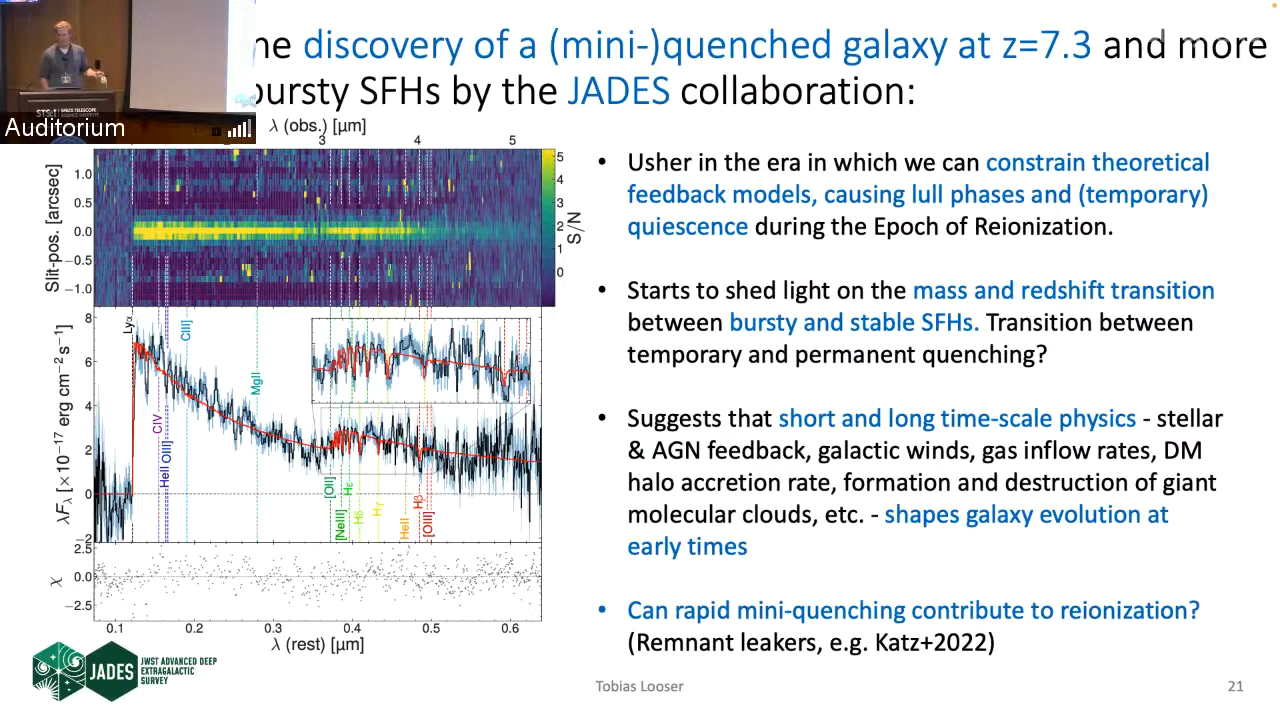 ne discovery of a (mini-)quenched galaxy at z=7.3 and more
bursty SFHs by the JADES collaboration:
STScI | SPACE TELESCOPE SCIENCE INSTITUTE
Auditorium
λ (obs.) [μm]
3 4 5
Slit-pos. [arcsec]
1.0
0.5
0.0
−0.5
−1.0
5
4
3
2
1
0
S/N
λFλ [×10⁻¹⁷ erg cm⁻² s⁻¹]
8
6
4
2
0
−2
Lyα
CIV
HeII OIII]
CIII]
MgII
[OII]
[NeIII]
Hε
Hδ
Hγ
HeII
Hβ
[OIII]
χ
2.5
0.0
−2.5
0.1 0.2 0.3 0.4 0.5 0.6
λ (rest) [μm]
• Usher in the era in which we can constrain theoretical
feedback models, causing lull phases and (temporary)
quiescence during the Epoch of Reionization.
• Starts to shed light on the mass and redshift transition
between bursty and stable SFHs. Transition between
temporary and permanent quenching?
• Suggests that short and long time-scale physics - stellar
& AGN feedback, galactic winds, gas inflow rates, DM
halo accretion rate, formation and destruction of giant
molecular clouds, etc. - shapes galaxy evolution at
early times
• Can rapid mini-quenching contribute to reionization?
(Remnant leakers, e.g. Katz+2022)
JADES
JWST ADVANCED DEEP
EXTRAGALACTIC
SURVEY
Tobias Looser
21